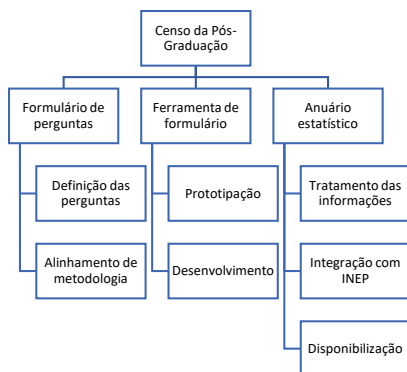 Censo da Pós-
Graduação
Formulário de
perguntas
Ferramenta de
formulário
Anuário
estatístico
Definição das
perguntas
Prototipação
Tratamento das
informações
Alinhamento de
metodologia
Desenvolvimento
Integração com
INEP
Disponibilização